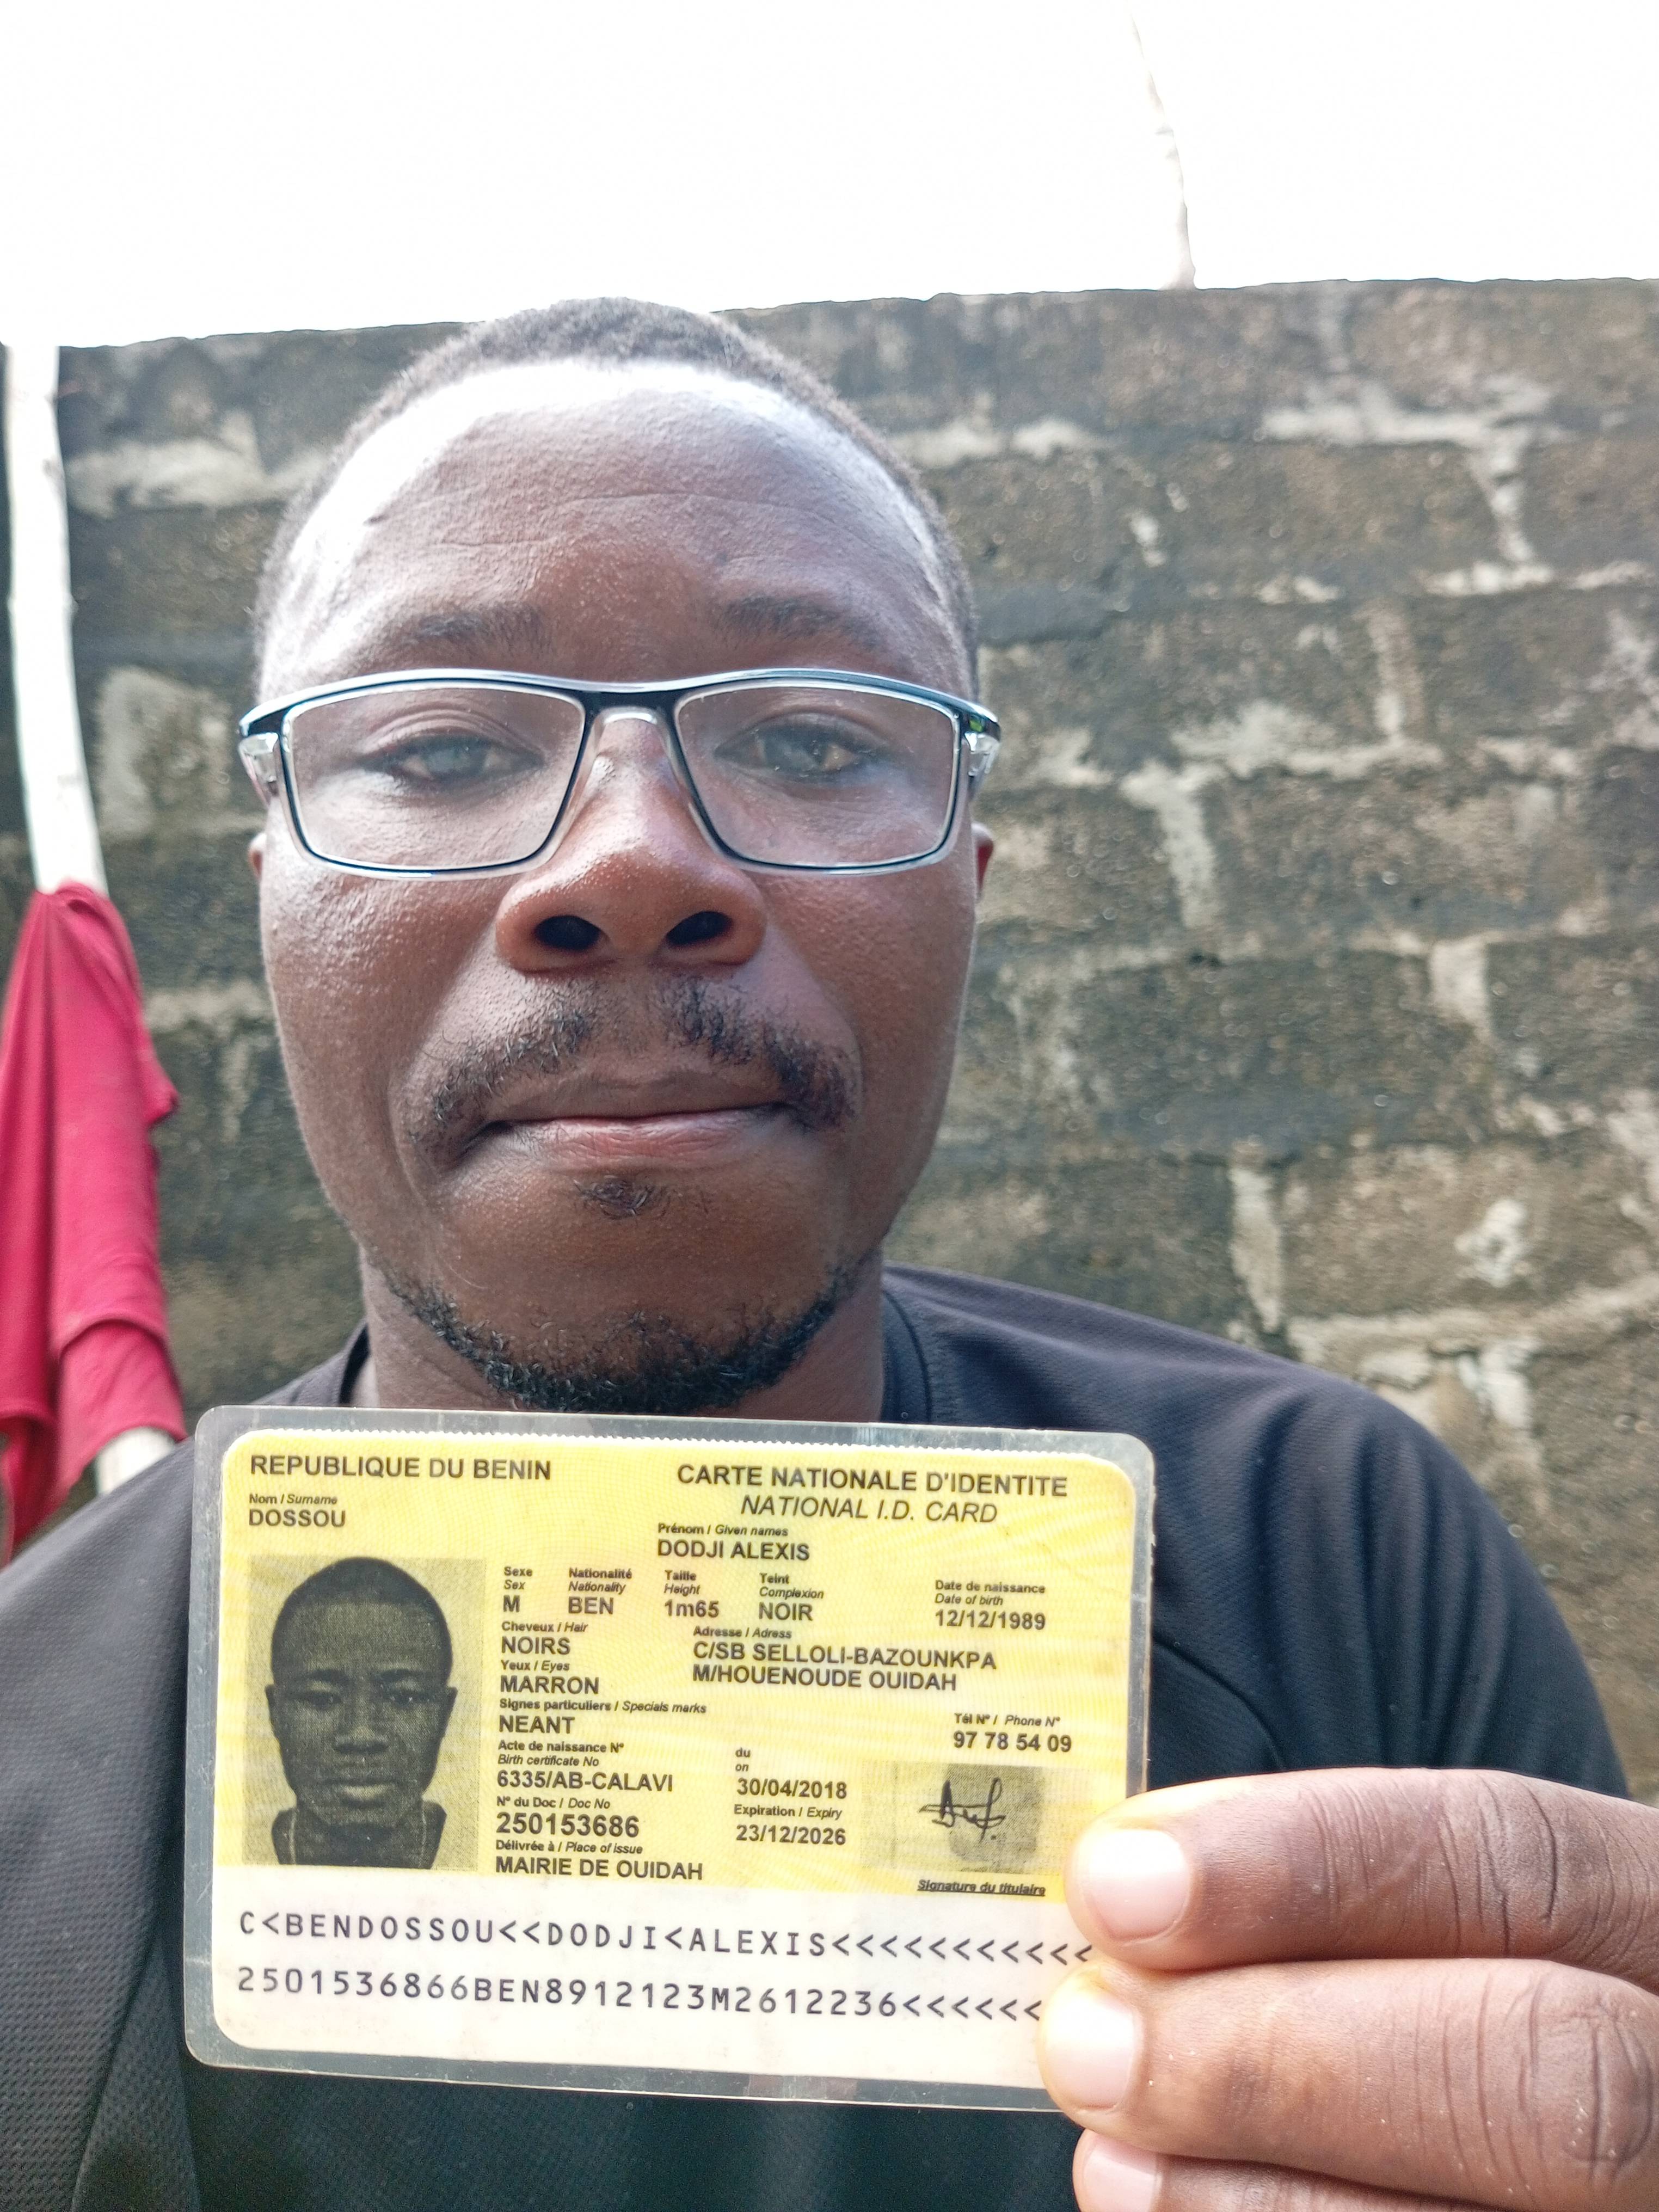 REPUBLIQUE DU BENIN
CARTE NATIONALE D'IDENTITE
NATIONAL I.D. CARD
Nom / Surname
DOSSOU
Prénom / Given names
DODJI ALEXIS
Sexe Nationalité Taille Teint Date de naissance
Sex Nationality Height Complexion Date of birth
M BEN 1m65 NOIR 12/12/1989
Cheveux / Hair Adresse / Adress
NOIRS C/SB SELLOLI-BAZOUNKPA
Yeux / Eyes M/HOUENOUDE OUIDAH
MARRON
Signes particuliers / Specials marks Tél N° / Phone N°
NEANT 97 78 54 09
Acte de naissance N° du
Birth certificate No on
6335/AB-CALAVI 30/04/2018
N° du Doc / Doc No Expiration / Expiry
250153686 23/12/2026
Délivrée à / Place of issue
MAIRIE DE OUIDAH
Signature du titulaire
C<BENDOSSOU<<DODJI<ALEXIS<<<<<<<<<<<
2501536866BEN8912123M2612236<<<<<<